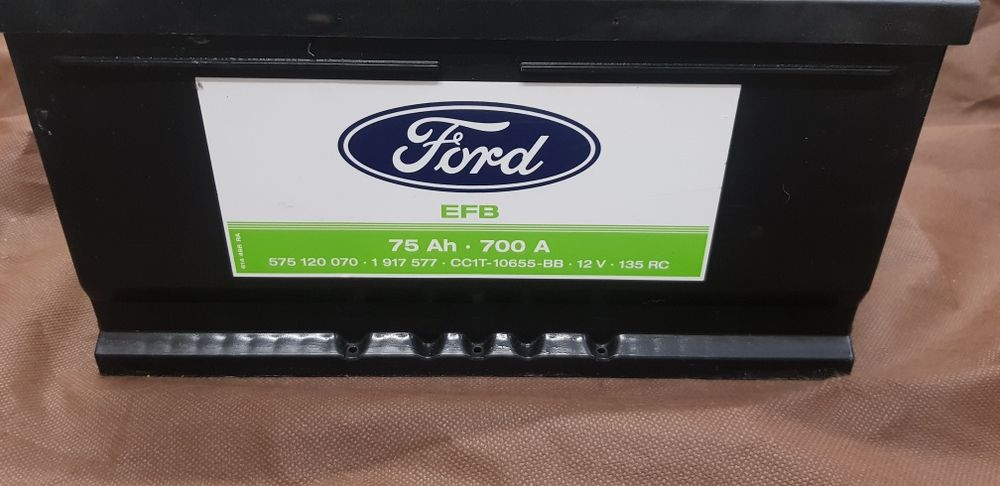 Ford
EFB
75 Ah · 700 A
575 120 070 · 1 917 577 · CC1T-10655-BB · 12 V · 135 RC